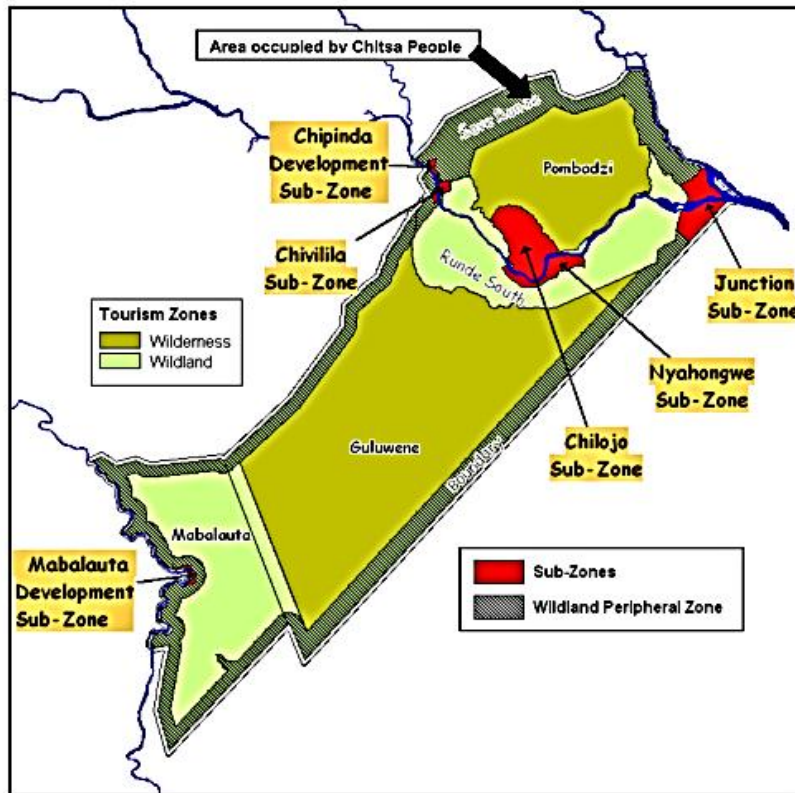 Area occupied by Chitsa People
Save Runde
Chipinda
Development
Sub-Zone
Pombadzi
Chivilila
Sub-Zone
Runde South
Junction
Sub-Zone
Tourism Zones
Wilderness
Wildland
Nyahongwe
Sub-Zone
Chilojo
Sub-Zone
Guluwene
Boundary
Mabalauta
Mabalauta
Development
Sub-Zone
Sub-Zones
Wildland Peripheral Zone